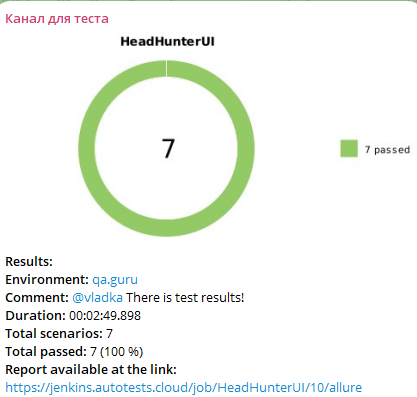 Канал для теста
HeadHunterUI
7
7 passed
Results:
Environment: qa.guru
Comment: @vladka There is test results!
Duration: 00:02:49.898
Total scenarios: 7
Total passed: 7 (100 %)
Report available at the link:
https://jenkins.autotests.cloud/job/HeadHunterUI/10/allure